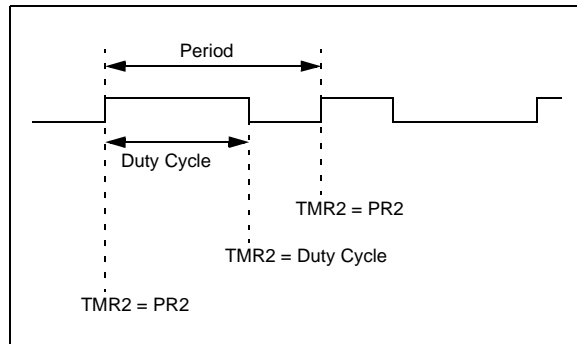 Period
Duty Cycle
TMR2 = PR2
TMR2 = Duty Cycle
TMR2 = PR2